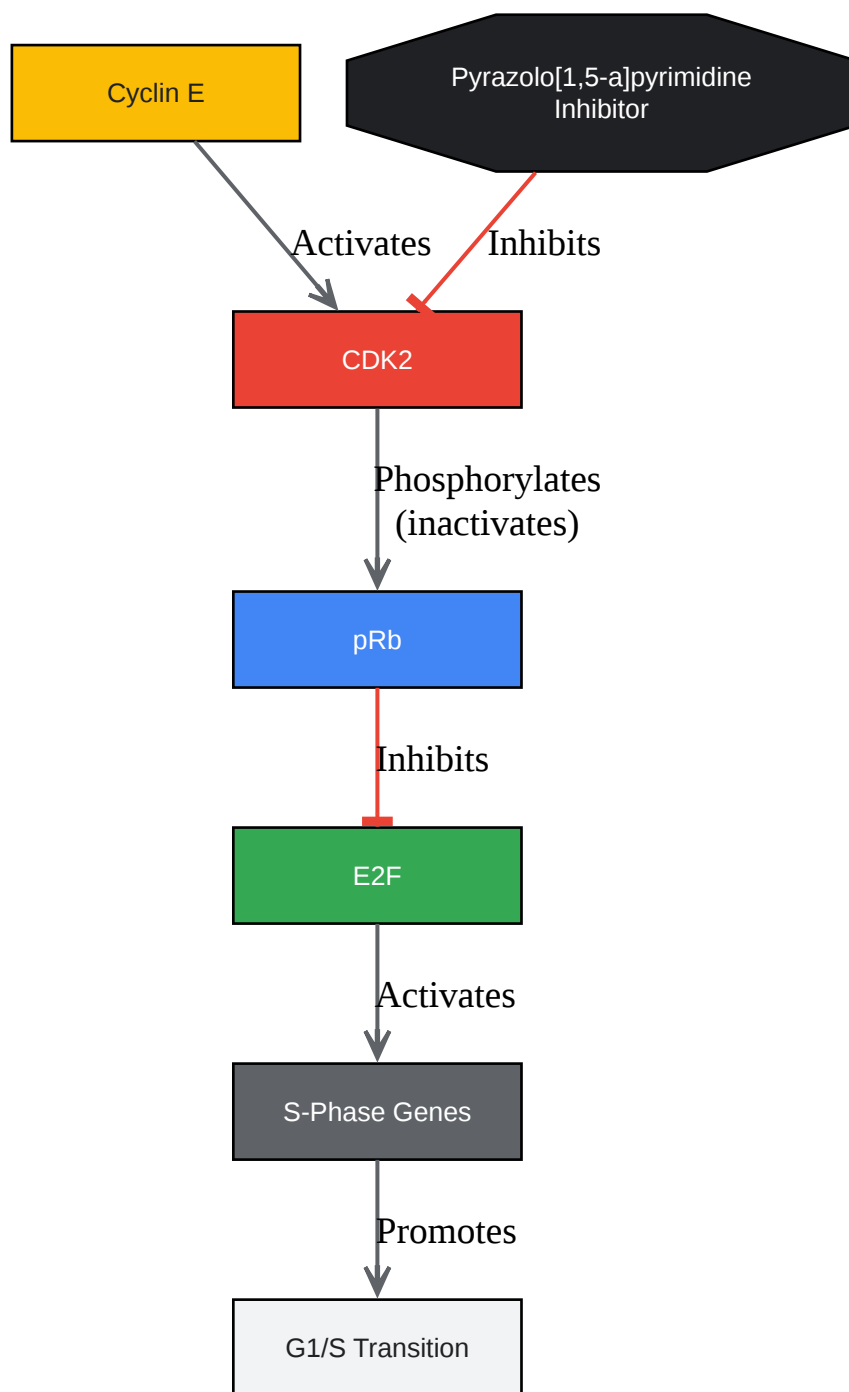 Cyclin E
Pyrazolo[1,5-a]pyrimidine
Inhibitor
Activates
Inhibits
CDK2
Phosphorylates
(inactivates)
pRb
Inhibits
E2F
Activates
S-Phase Genes
Promotes
G1/S Transition